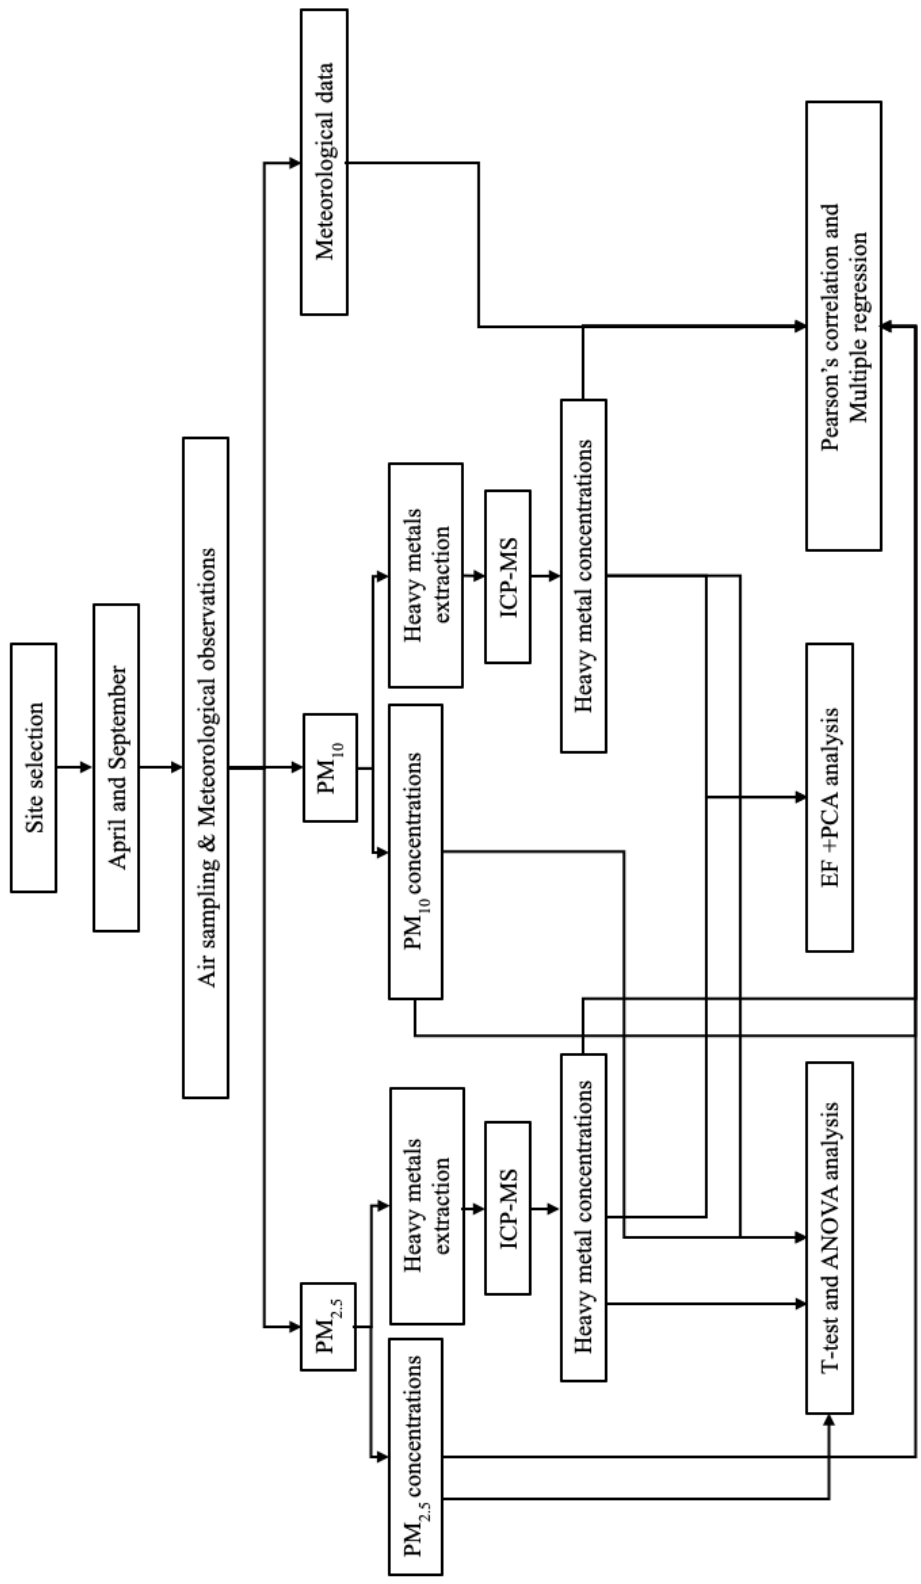 Site selection
April and September
Air sampling & Meteorological observations
PM2.5
PM10
Meteorological data
PM2.5 concentrations
Heavy metals
extraction
PM10 concentrations
Heavy metals
extraction
ICP-MS
ICP-MS
Heavy metal concentrations
Heavy metal concentrations
T-test and ANOVA analysis
EF +PCA analysis
Pearson’s correlation and
Multiple regression